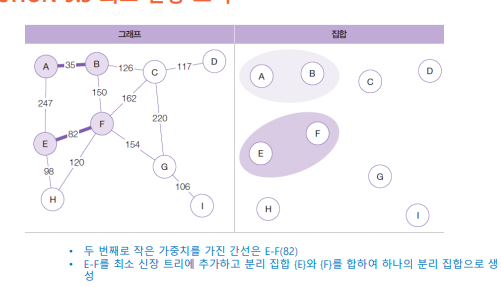 그래프 집합
A 35 B 126 C 117 D
247 150 162
E 82 F 220
98 120 154 G
H 106 I
A B C D
E F
G
H I
• 두 번째로 작은 가중치를 가진 간선은 E-F(82)
• E-F를 최소 신장 트리에 추가하고 분리 집합 {E}와 {F}를 합하여 하나의 분리 집합으로 생
성